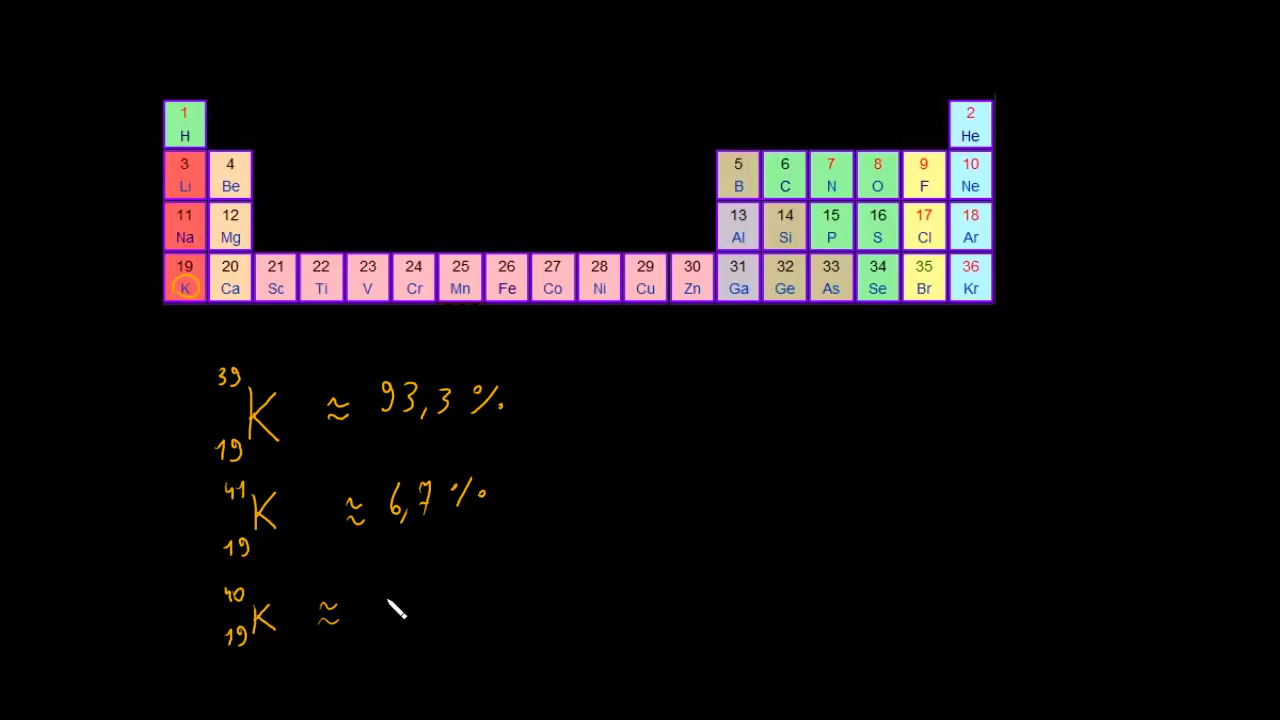 1 2
H He
3 4 5 6 7 8 9 10
Li Be B C N O F Ne
11 12 13 14 15 16 17 18
Na Mg Al Si P S Cl Ar
19 20 21 22 23 24 25 26 27 28 29 30 31 32 33 34 35 36
K Ca Sc Ti V Cr Mn Fe Co Ni Cu Zn Ga Ge As Se Br Kr
39
K ≈ 93,3 %
19
41
K ≈ 6,7 %
19
40
K ≈
19